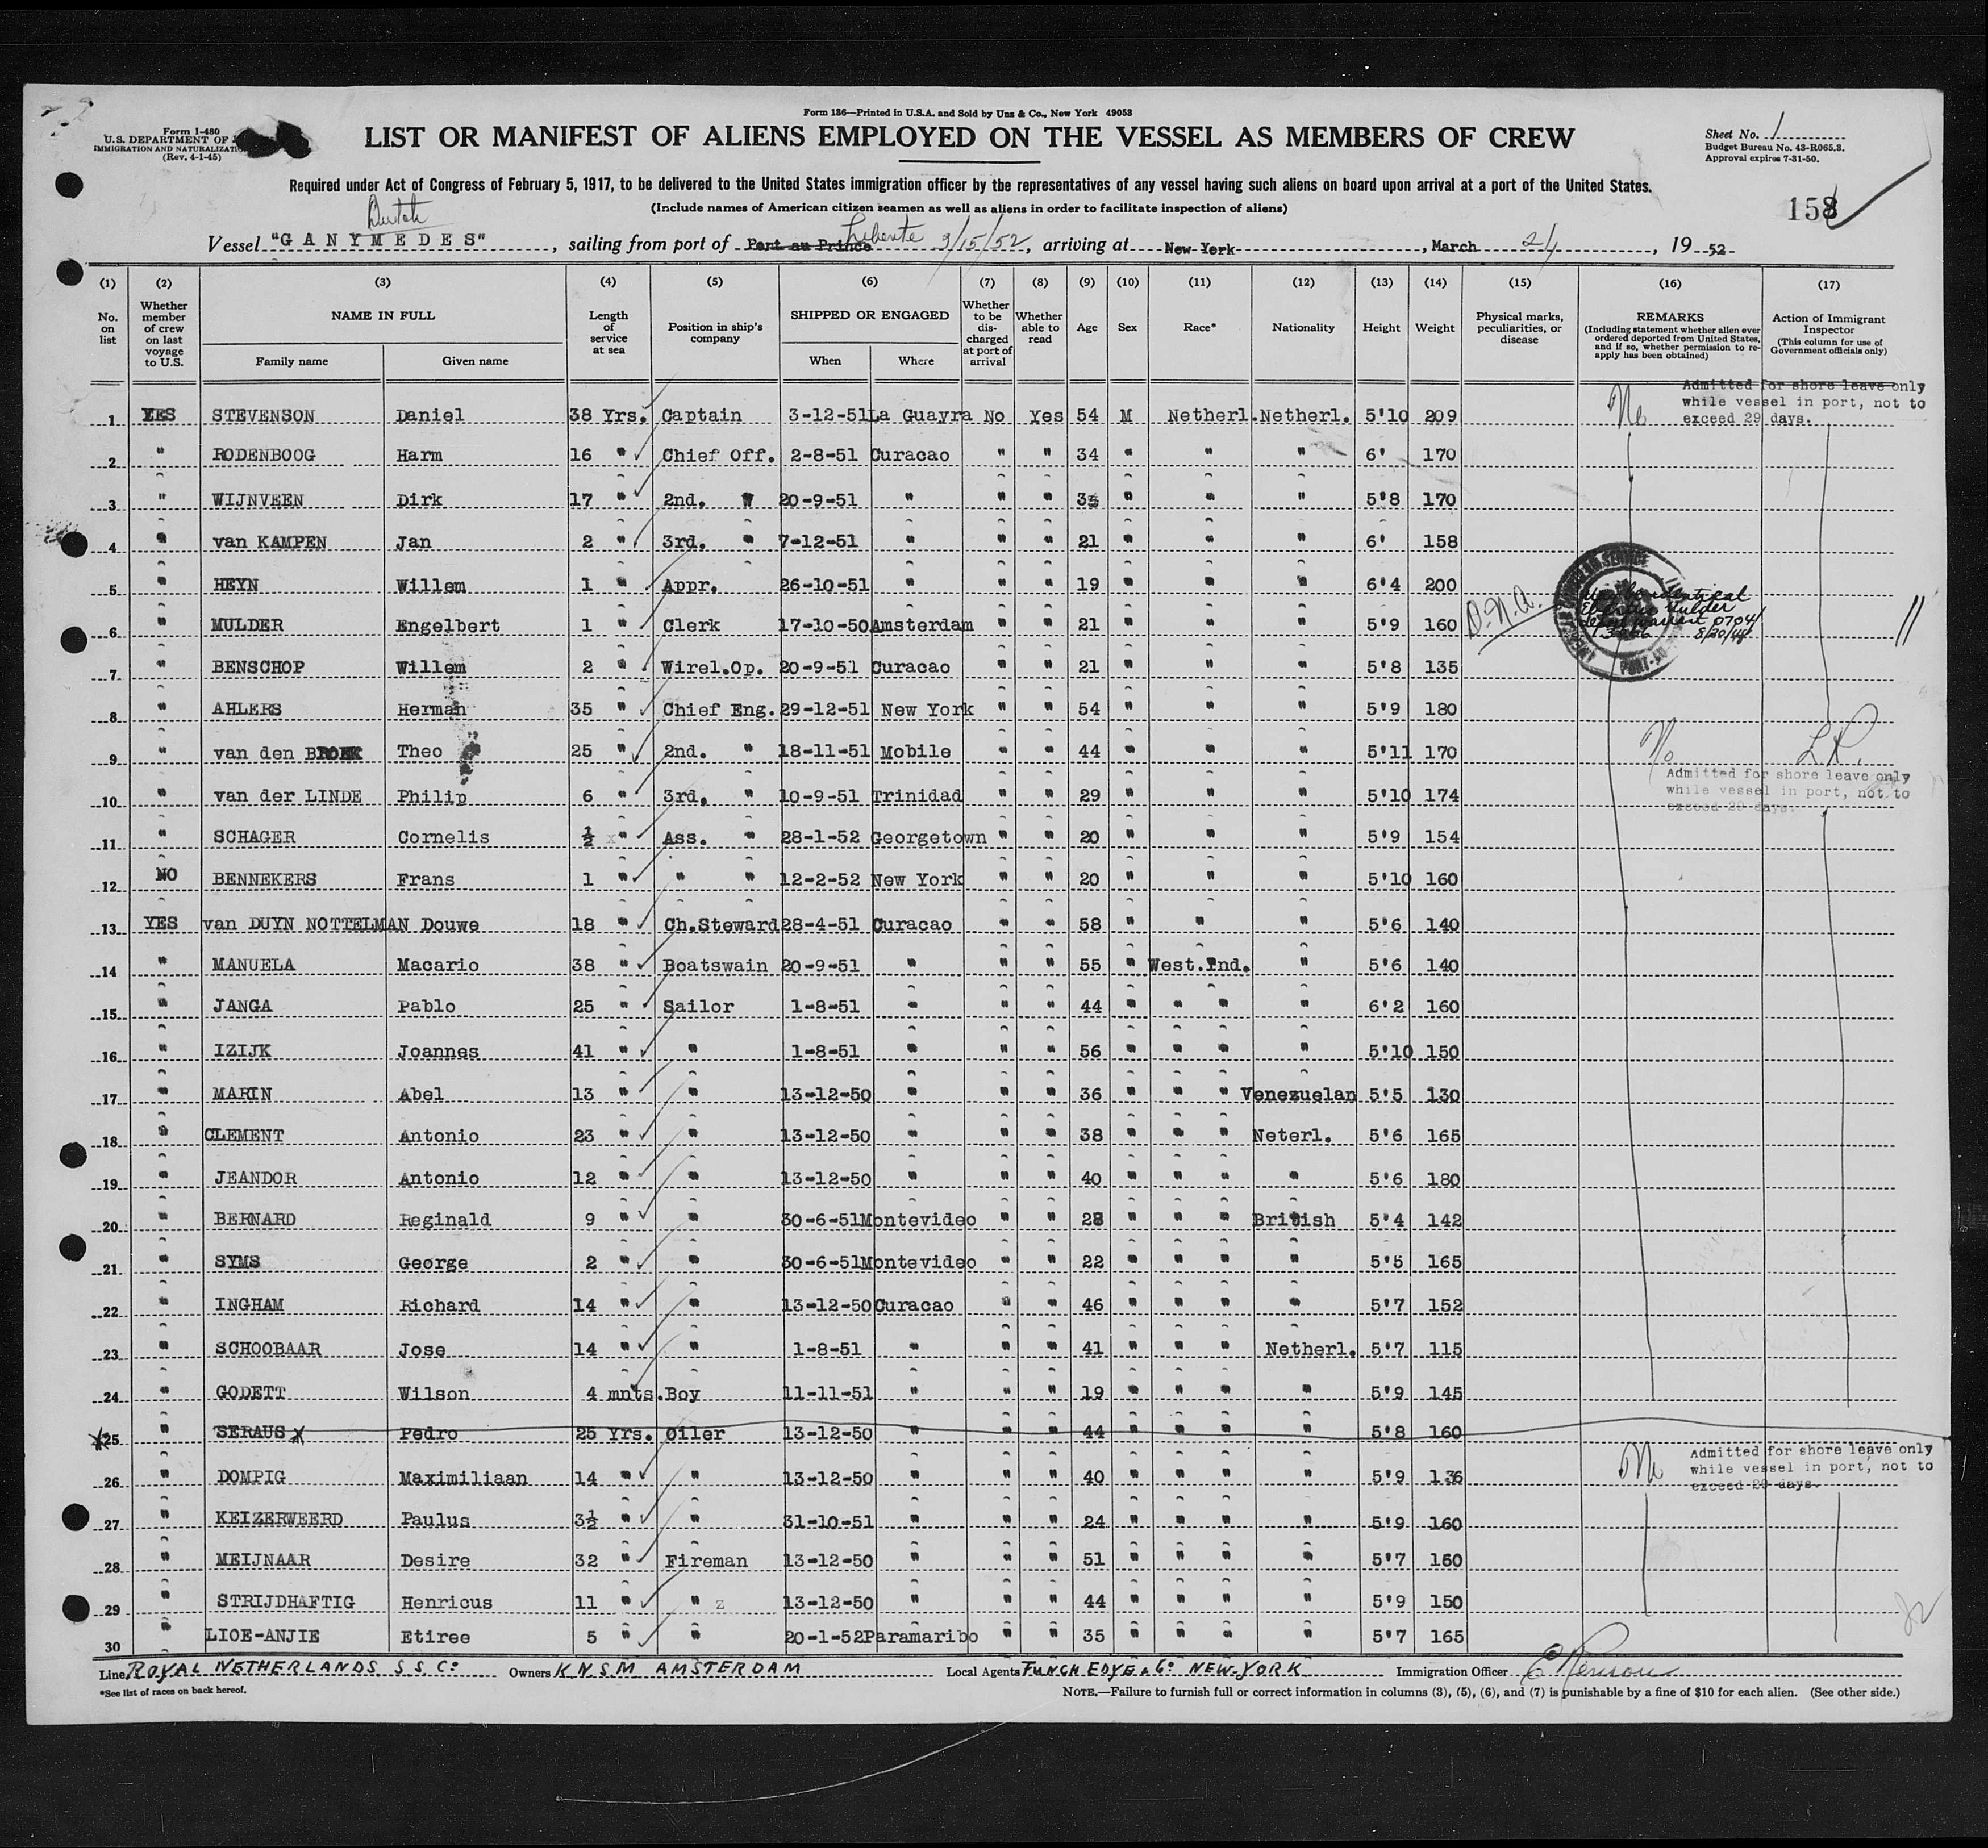 Form 136—Printed in U.S.A. and Sold by Unz & Co., New York 49053
Form I-480
U.S. DEPARTMENT OF
IMMIGRATION AND NATURALIZATIO
(Rev. 4-1-45)
LIST OR MANIFEST OF ALIENS EMPLOYED ON THE VESSEL AS MEMBERS OF CREW
Sheet No. 1
Budget Bureau No. 43-R065.3.
Approval expires 7-31-50.
Required under Act of Congress of February 5, 1917, to be delivered to the United States immigration officer by the representatives of any vessel having such aliens on board upon arrival at a port of the United States.
(Include names of American citizen seamen as well as aliens in order to facilitate inspection of aliens)
158
Dutch
Vessel "GANYMEDES", sailing from port of Port au Prince 3/15/52, arriving at New York, March 21, 1952
(1) (2) (3) (4) (5) (6) (7) (8) (9) (10) (11) (12) (13) (14) (15) (16) (17)
No. on list
Whether member of crew on last voyage to U.S.
NAME IN FULL
Family name Given name
Length of service at sea
Position in ship's company
SHIPPED OR ENGAGED
When Where
Whether to be discharged at port of arrival
Whether able to read
Age Sex Race* Nationality Height Weight
Physical marks, peculiarities, or disease
REMARKS
(Including statement whether alien ever ordered deported from United States, and if so, whether permission to re-apply has been obtained)
Action of Immigrant Inspector
(This column for use of Government officials only)
Admitted for shore leave only
while vessel in port, not to
exceed 29 days.
1 YES STEVENSON Daniel 38 Yrs. Captain 3-12-51 La Guayra No Yes 54 M Netherl. Netherl. 5'10 209 No
2 " RODENBOOG Harm 16 " Chief Off. 2-8-51 Curacao " " 34 " " " 6' 170
3 " WIJNVEEN Dirk 17 " 2nd. " 20-9-51 " " " 35 " " " 5'8 170
4 " van KAMPEN Jan 2 " 3rd. " 7-12-51 " " " 21 " " " 6' 158
5 " HEYN Willem 1 " Appr. 26-10-51 " " " 19 " " " 6'4 200
6 " MULDER Engelbert 1 " Clerk 17-10-50 Amsterdam " " 21 " " " 5'9 160 D.N.A.
7 " BENSCHOP Willem 2 " Wirel.Op. 20-9-51 Curacao " " 21 " " " 5'8 135
8 " AHLERS Herman 35 " Chief Eng. 29-12-51 New York " " 54 " " " 5'9 180
9 " van den BROEK Theo 25 " 2nd. " 18-11-51 Mobile " " 44 " " " 5'11 170 No
Admitted for shore leave only
while vessel in port, not to
exceed 29 days.
10 " van der LINDE Philip 6 " 3rd. " 10-9-51 Trinidad " " 29 " " " 5'10 174
11 " SCHAGER Cornelis ½ " Ass. " 28-1-52 Georgetown " " 20 " " " 5'9 154
12 NO BENNEKERS Frans 1 " " " 12-2-52 New York " " 20 " " " 5'10 160
13 YES van DUYN NOTTELMAN Douwe 18 " Ch.Steward 28-4-51 Curacao " " 58 " " " 5'6 140
14 " MANUELA Macario 38 " Boatswain 20-9-51 " " " 55 " West.Ind. " 5'6 140
15 " JANGA Pablo 25 " Sailor 1-8-51 " " " 44 " " " " 6'2 160
16 " IZIJK Joannes 41 " " 1-8-51 " " " 56 " " " " 5'10 150
17 " MARIN Abel 13 " " 13-12-50 " " " 36 " " " Venezuelan 5'5 130
18 " CLEMENT Antonio 23 " " 13-12-50 " " " 38 " " " Neterl. 5'6 165
19 " JEANDOR Antonio 12 " " 13-12-50 " " " 40 " " " " 5'6 180
20 " BERNARD Reginald 9 " " 30-6-51 Montevideo " " 28 " " " British 5'4 142
21 " SYMS George 2 " " 30-6-51 Montevideo " " 22 " " " " 5'5 165
22 " INGHAM Richard 14 " " 13-12-50 Curacao " " 46 " " " " 5'7 152
23 " SCHOOBAAR Jose 14 " " 1-8-51 " " " 41 " " " Netherl. 5'7 115
24 " GODETT Wilson 4 mnts. Boy 11-11-51 " " " 19 " " " " 5'9 145
25 " SERAUS x Pedro 25 Yrs. Oiler 13-12-50 " " " 44 " " " " 5'8 160
Admitted for shore leave only
while vessel in port, not to
exceed 29 days.
26 " DOMPIG Maximiliaan 14 " " 13-12-50 " " " 40 " " " " 5'9 136 No
27 " KEIZERWEERD Paulus 3½ " " 31-10-51 " " " 24 " " " " 5'9 160
28 " MEIJNAAR Desire 32 " Fireman 13-12-50 " " " 51 " " " " 5'7 160
29 " STRIJDHAFTIG Henricus 11 " " z 13-12-50 " " " 44 " " " " 5'9 150
30 " LIOE-ANJIE Etiree 5 " " 20-1-52 Paramaribo " " 35 " " " " 5'7 165
Line ROYAL NETHERLANDS S.S.Co. Owners K.N.S.M. AMSTERDAM Local Agents FUNCH EDYE & Co. NEW-YORK Immigration Officer
*See list of races on back hereof.
NOTE.—Failure to furnish full or correct information in columns (3), (5), (6), and (7) is punishable by a fine of $10 for each alien. (See other side.)